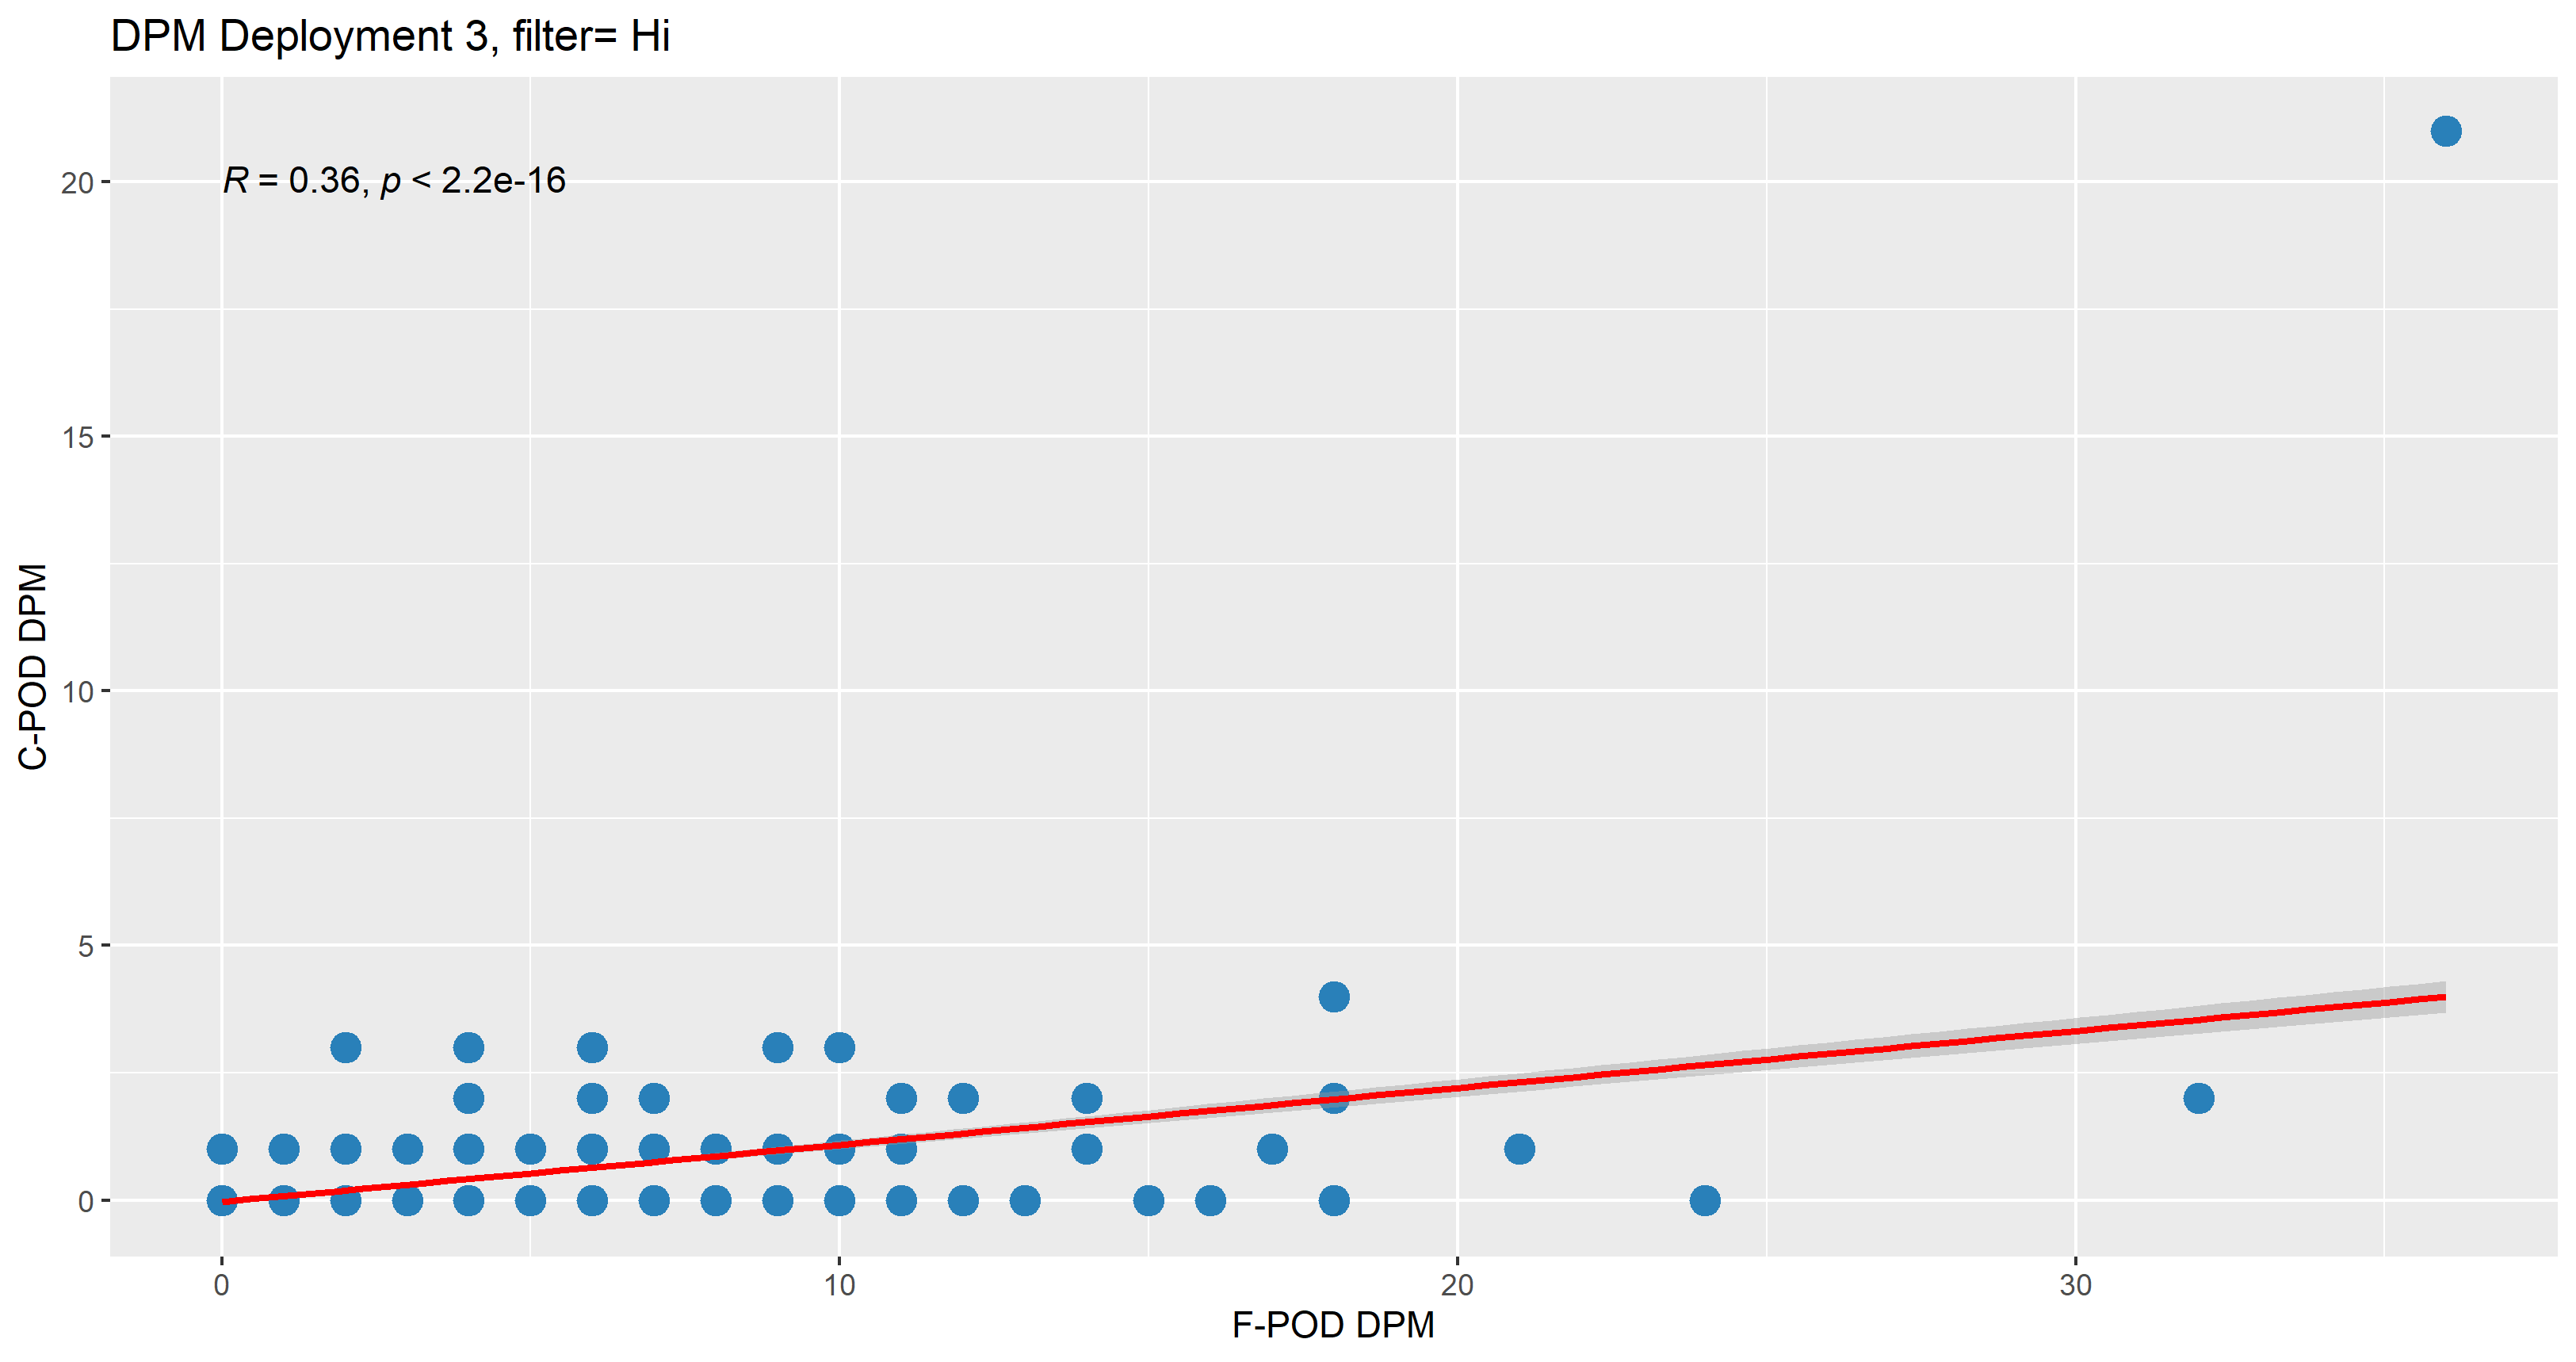 DPM Deployment 3, filter= Hi
R = 0.36, p < 2.2e-16
20
15
10
5
0
C-POD DPM
0 10 20 30
F-POD DPM